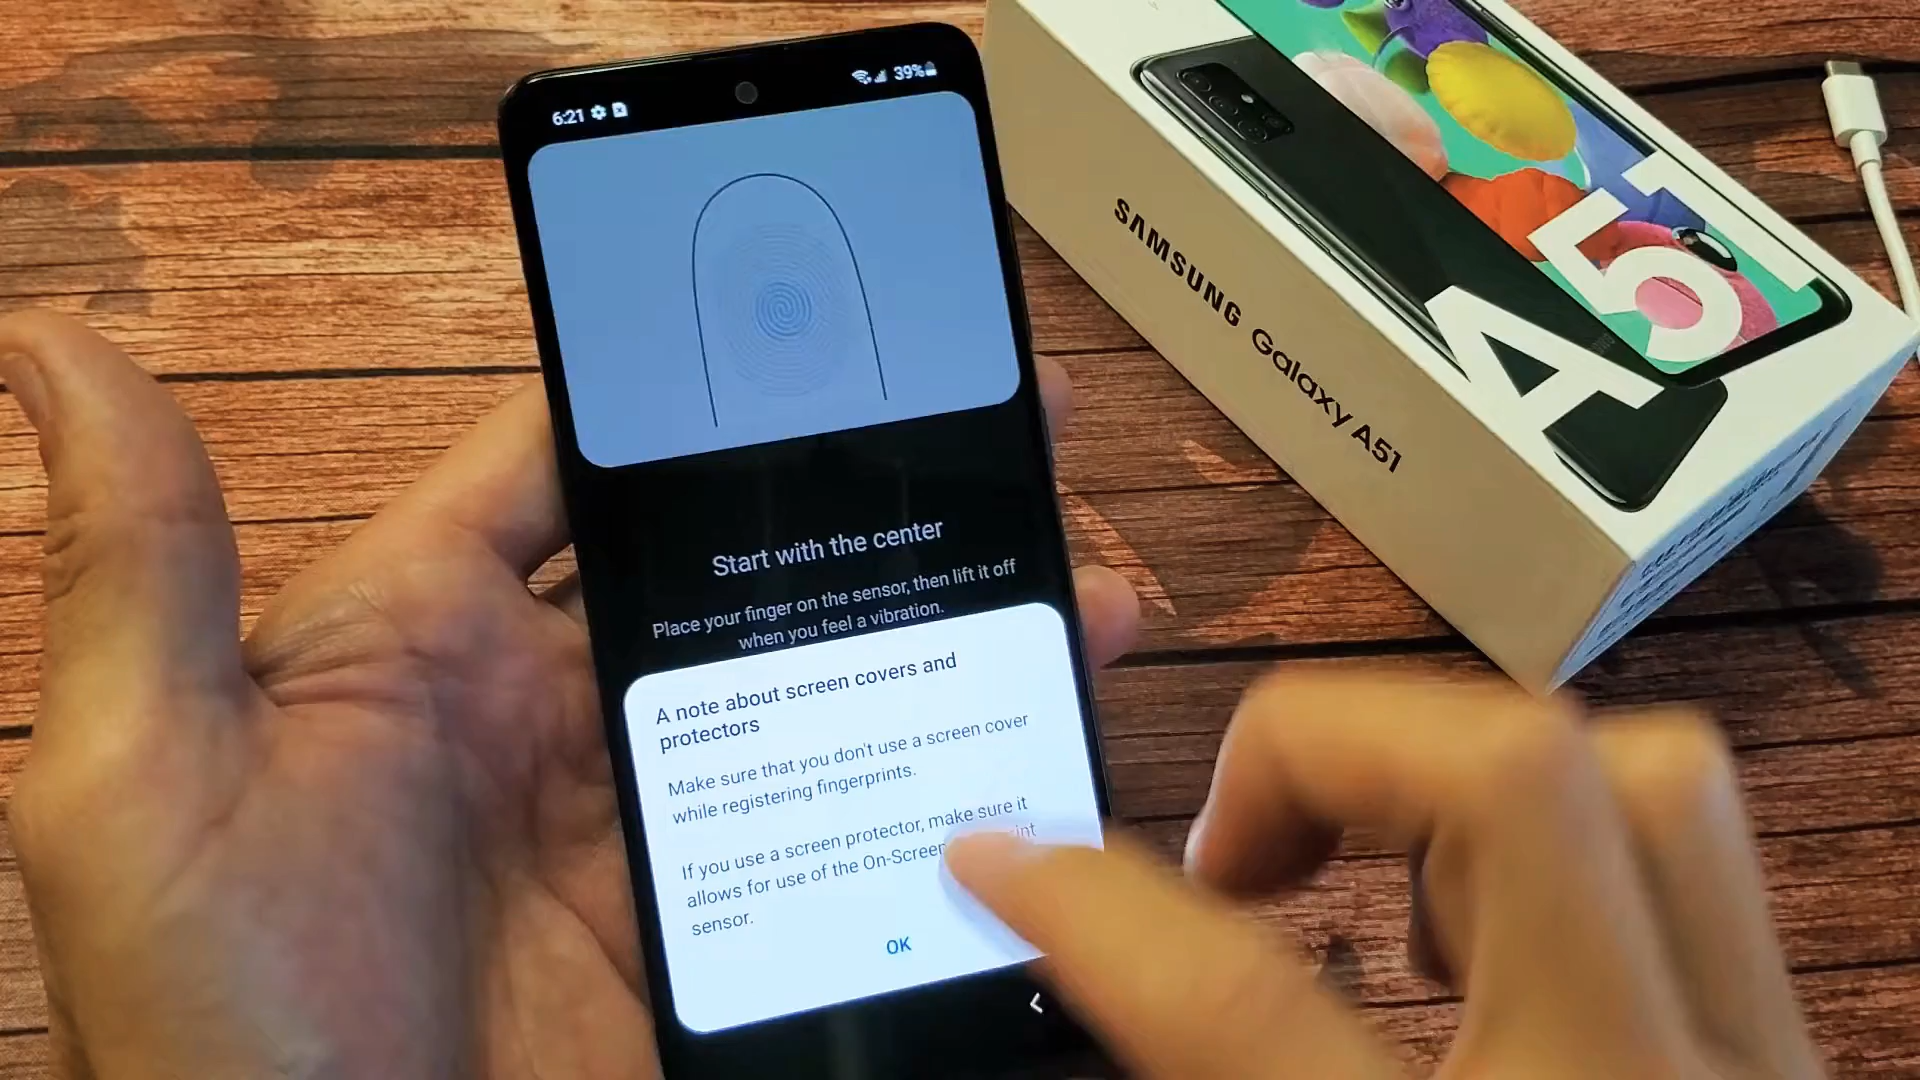 6:21
39%
Start with the center
Place your finger on the sensor, then lift it off
when you feel a vibration.
A note about screen covers and
protectors
Make sure that you don't use a screen cover
while registering fingerprints.
If you use a screen protector, make sure it
allows for use of the On-Screen
sensor.
OK
SAMSUNG Galaxy A51
A51
SAMSUNG